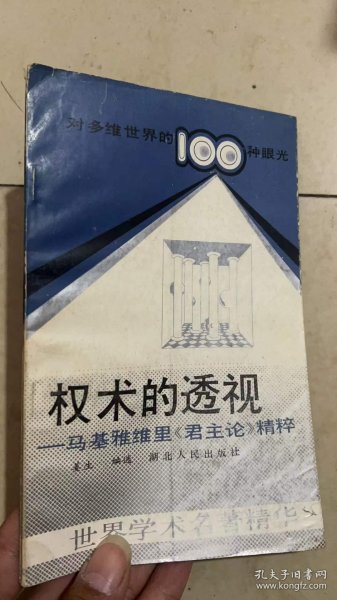 对多维世界的100种眼光
权术的透视
——马基雅维里《君主论》精粹
编选 湖北人民出版社
世界学术名著精华
孔夫子旧书网